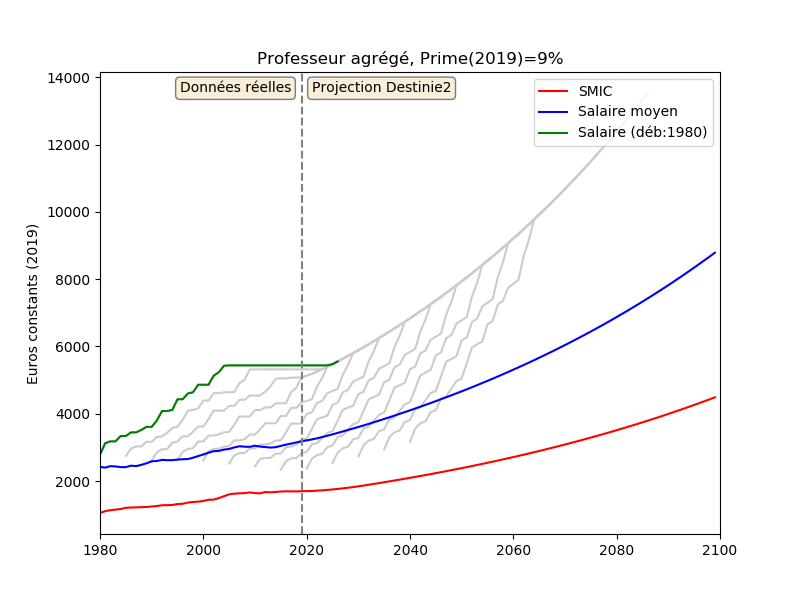 Professeur agrégé, Prime(2019)=9%
Données réelles
Projection Destinie2
SMIC
Salaire moyen
Salaire (déb:1980)
Euros constants (2019)
14000
12000
10000
8000
6000
4000
2000
1980
2000
2020
2040
2060
2080
2100